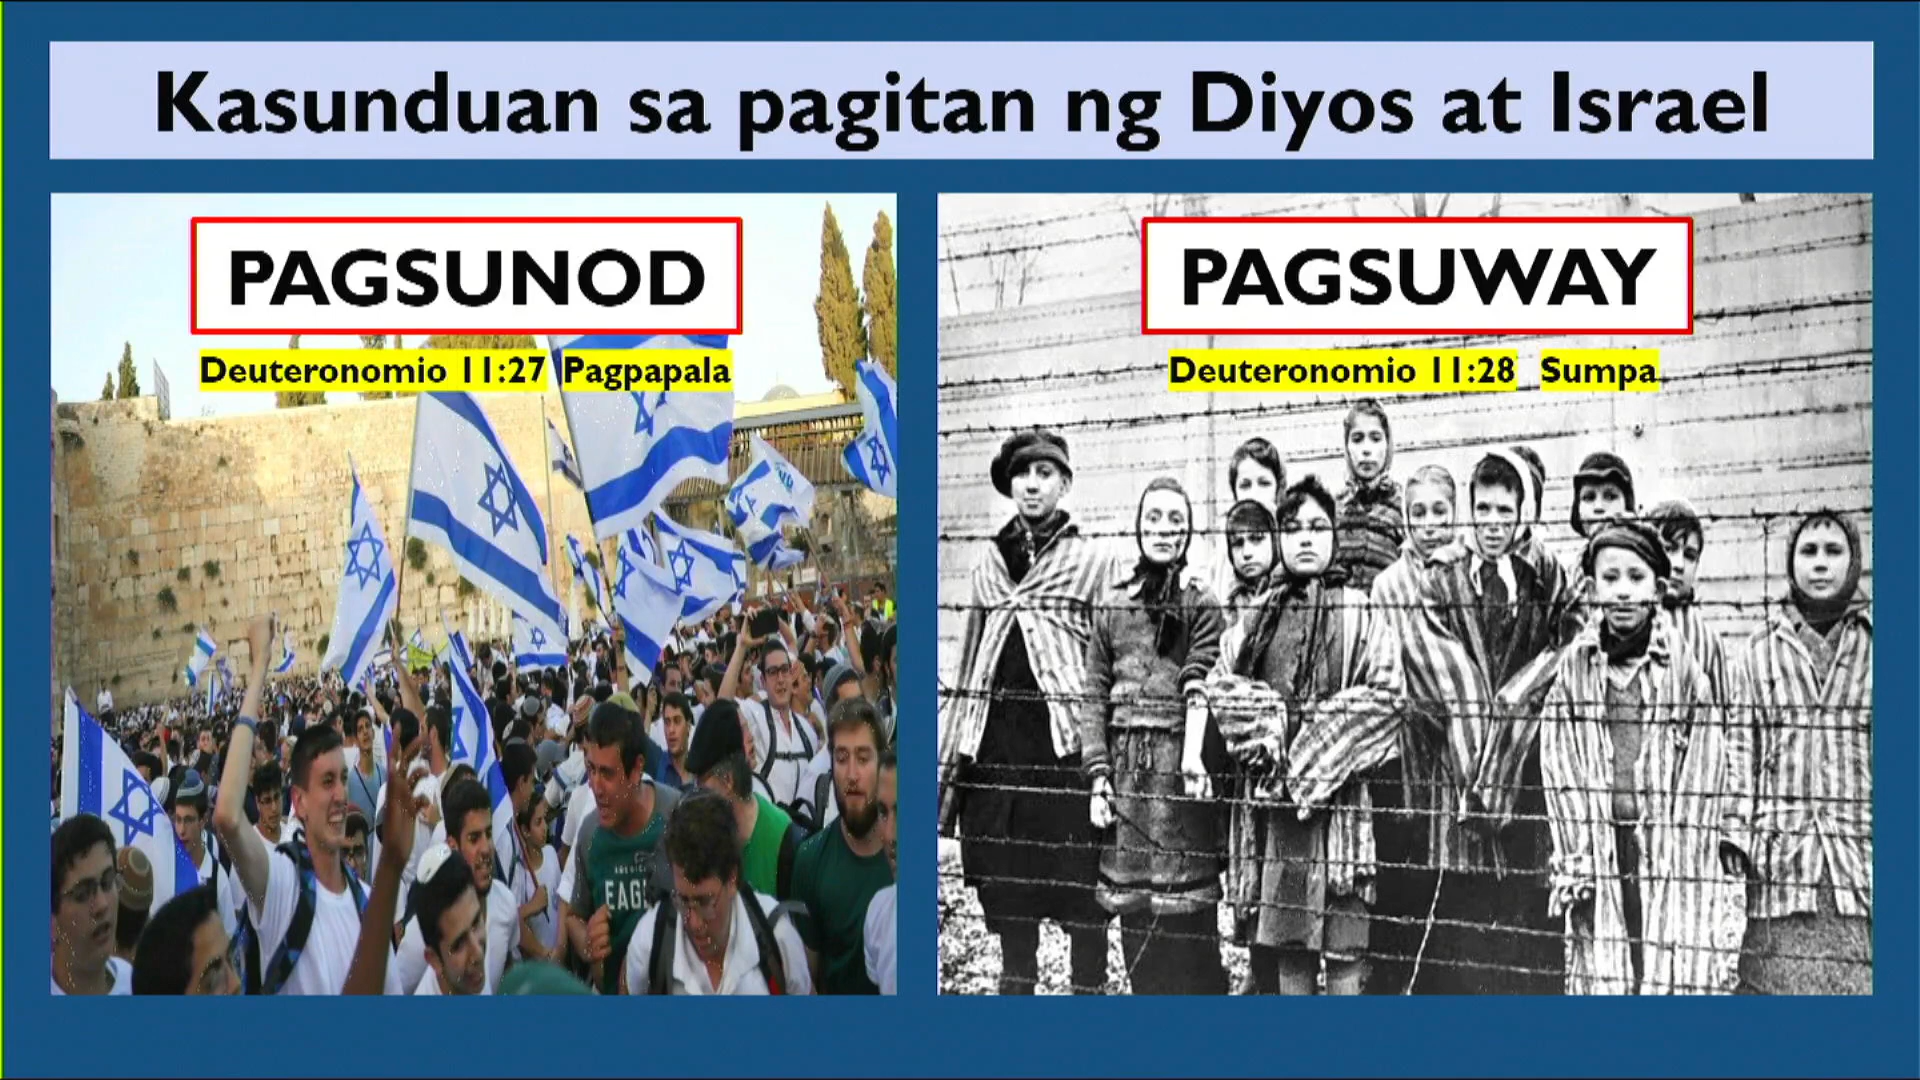 Kasunduan sa pagitan ng Diyos at Israel
PAGSUNOD
Deuteronomio 11:27 Pagpapala
PAGSUWAY
Deuteronomio 11:28 Sumpa